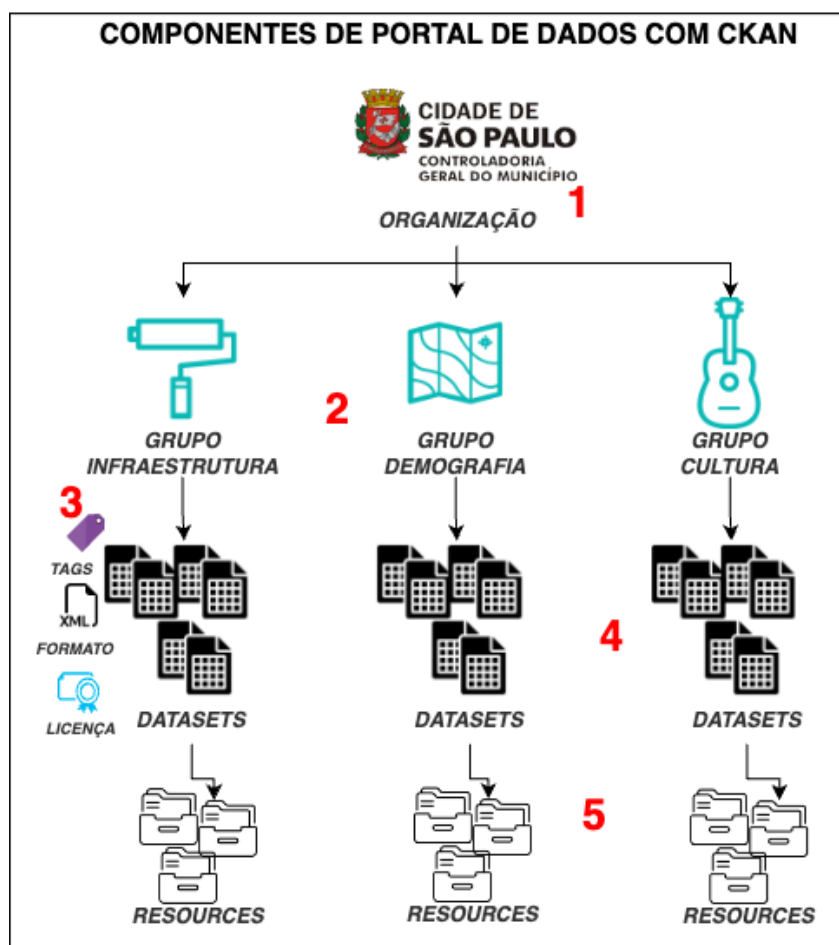 COMPONENTES DE PORTAL DE DADOS COM CKAN
CIDADE DE
SÃO PAULO
CONTROLADORIA
GERAL DO MUNICÍPIO
1
ORGANIZAÇÃO
2
GRUPO
INFRAESTRUTURA
GRUPO
DEMOGRAFIA
GRUPO
CULTURA
3
TAGS
XML
FORMATO
LICENÇA
4
DATASETS
DATASETS
DATASETS
5
RESOURCES
RESOURCES
RESOURCES